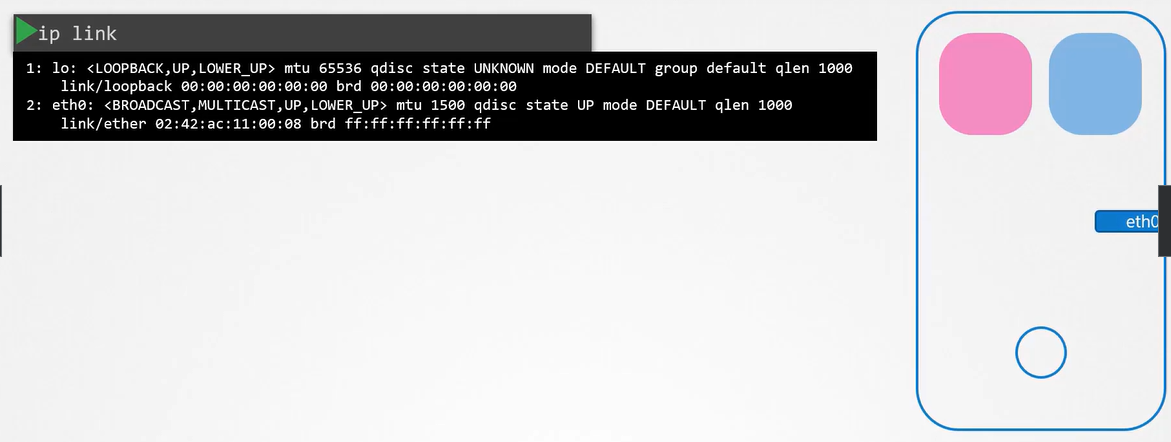 ip link
1: lo: <LOOPBACK,UP,LOWER_UP> mtu 65536 qdisc state UNKNOWN mode DEFAULT group default qlen 1000
link/loopback 00:00:00:00:00:00 brd 00:00:00:00:00:00
2: eth0: <BROADCAST,MULTICAST,UP,LOWER_UP> mtu 1500 qdisc state UP mode DEFAULT qlen 1000
link/ether 02:42:ac:11:00:08 brd ff:ff:ff:ff:ff:ff
eth0